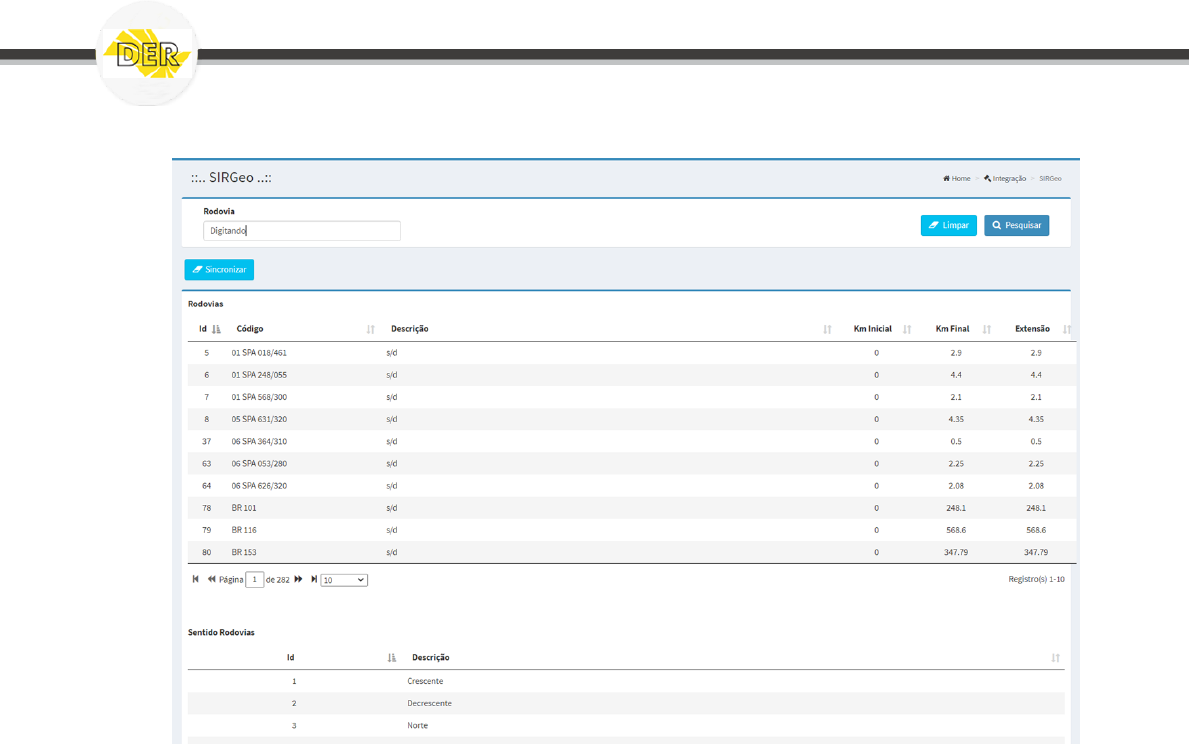 DER
::.. SIRGeo ..::
Home > Integração > SIRGeo
Rodovia
Digitando
Limpar Pesquisar
Sincronizar
Rodovias
Id Código Descrição Km Inicial Km Final Extensão
5 01 SPA 018/461 s/d 0 2.9 2.9
6 01 SPA 248/055 s/d 0 4.4 4.4
7 01 SPA 568/300 s/d 0 2.1 2.1
8 05 SPA 631/320 s/d 0 4.35 4.35
37 06 SPA 364/310 s/d 0 0.5 0.5
63 06 SPA 053/280 s/d 0 2.25 2.25
64 06 SPA 626/320 s/d 0 2.08 2.08
78 BR 101 s/d 0 248.1 248.1
79 BR 116 s/d 0 568.6 568.6
80 BR 153 s/d 0 347.79 347.79
Página 1 de 282 10 Registro(s) 1-10
Sentido Rodovias
Id Descrição
1 Crescente
2 Decrescente
3 Norte